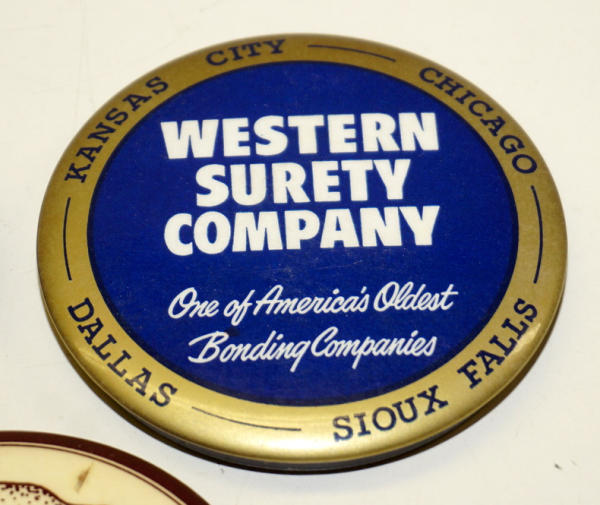 KANSAS CITY
CHICAGO
WESTERN
SURETY
COMPANY
One of America's Oldest
Bonding Companies
DALLAS
SIOUX FALLS